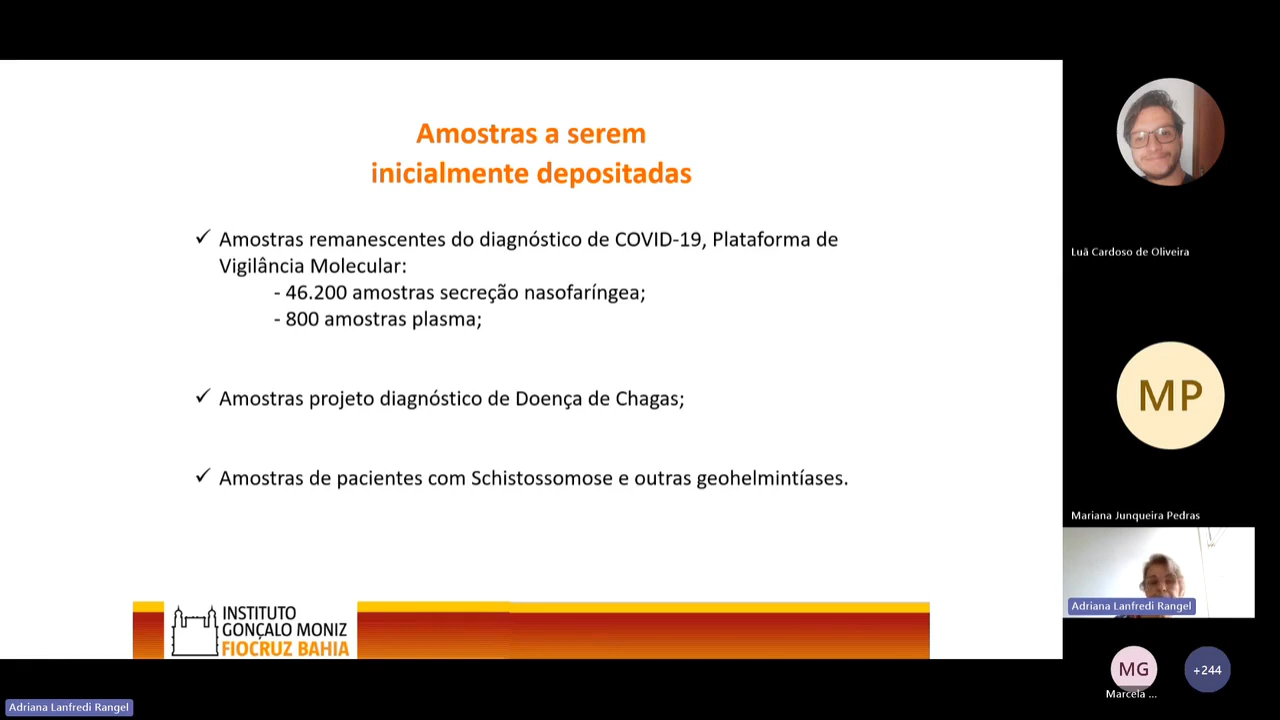 Amostras a serem
inicialmente depositadas
✓ Amostras remanescentes do diagnóstico de COVID-19, Plataforma de
Vigilância Molecular:
- 46.200 amostras secreção nasofaríngea;
- 800 amostras plasma;
✓ Amostras projeto diagnóstico de Doença de Chagas;
✓ Amostras de pacientes com Schistossomose e outras geohelmintíases.
INSTITUTO
GONÇALO MONIZ
FIOCRUZ BAHIA
Adriana Lanfredi Rangel
Luã Cardoso de Oliveira
MP
Mariana Junqueira Pedras
Adriana Lanfredi Rangel
MG
Marcela ...
+244